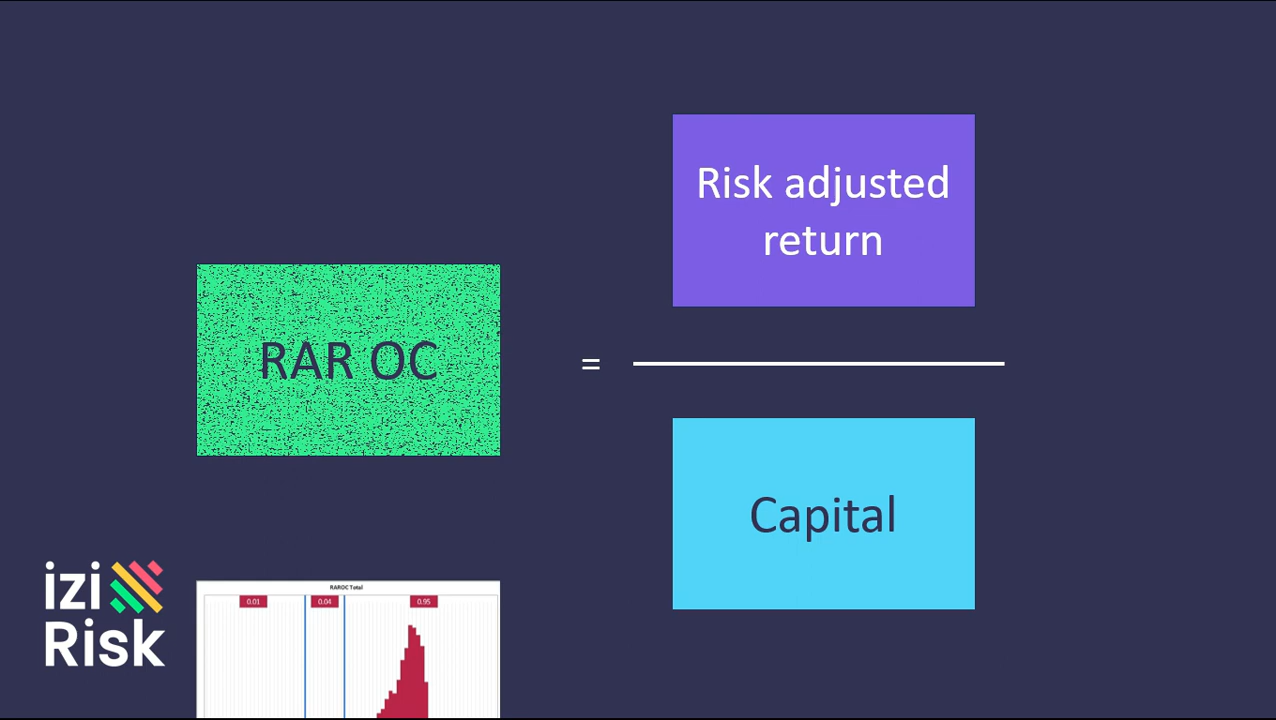 Risk adjusted
return
RAR OC
=
Capital
izi
Risk
RAROC Total
0.01 0.04 0.95